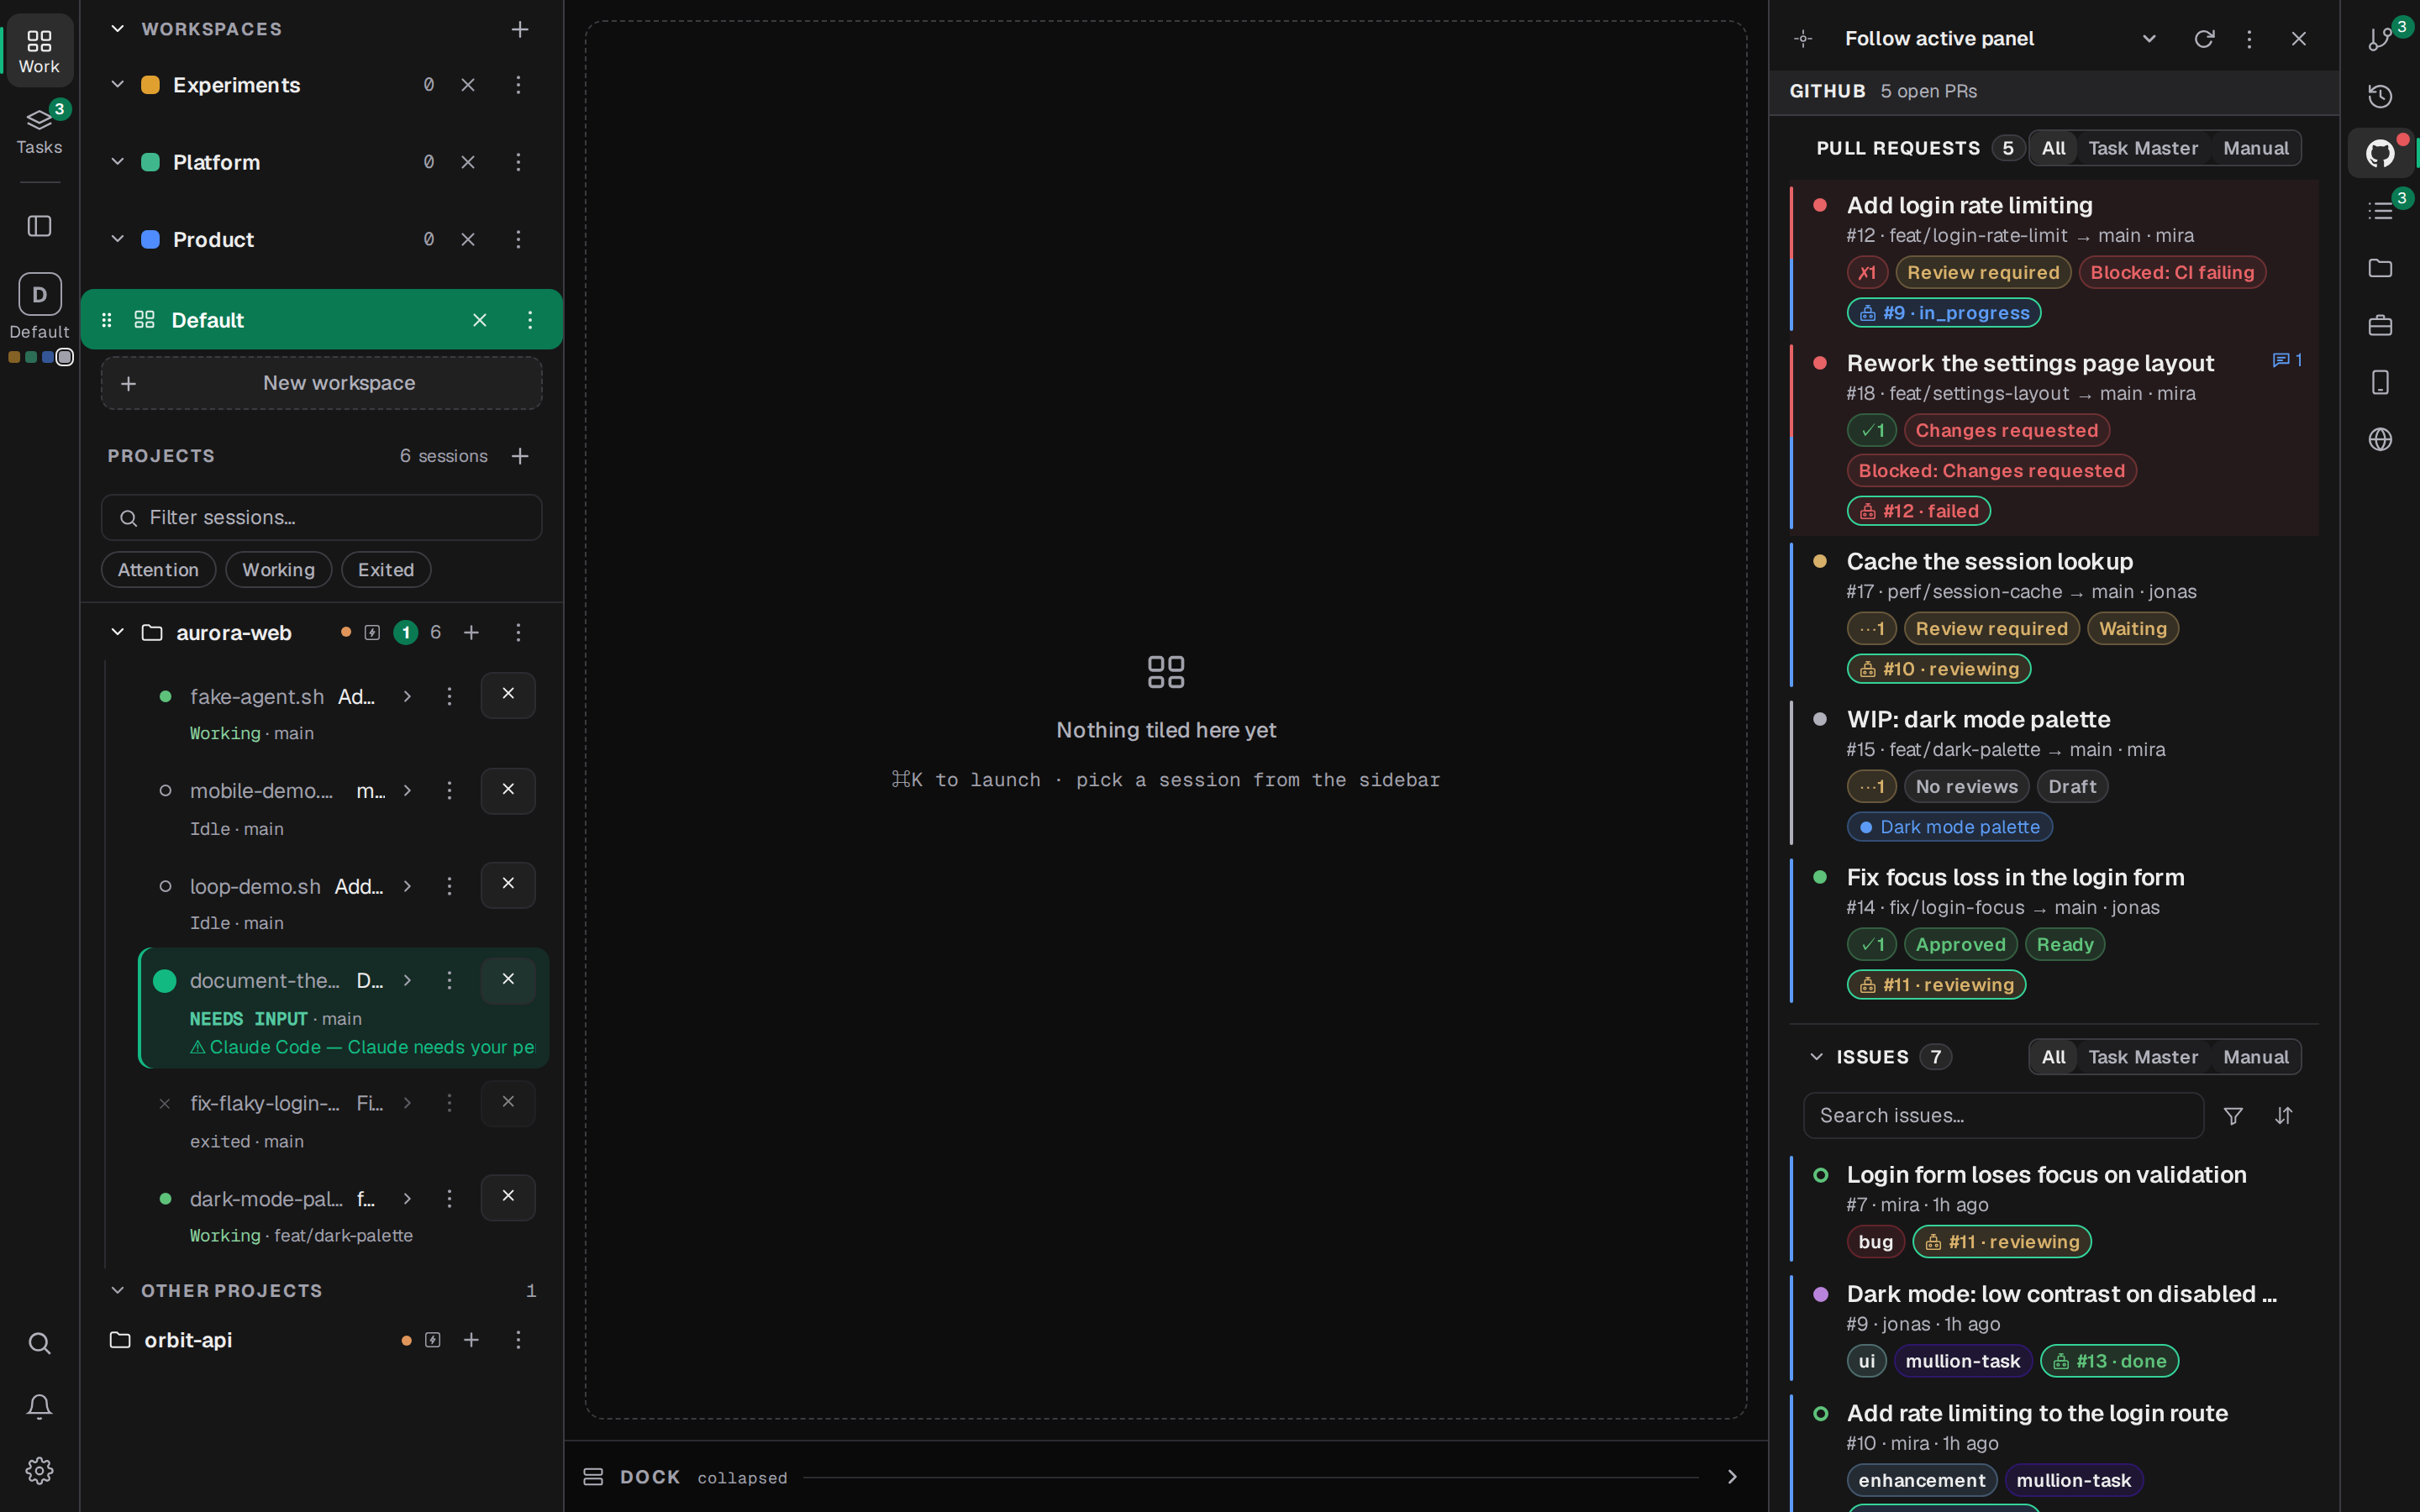 Work
3
Tasks
D
Default
WORKSPACES
Experiments 0
Platform 0
Product 0
Default
New workspace
PROJECTS 6 sessions
Filter sessions...
Attention Working Exited
aurora-web 1 6
fake-agent.sh Ad...
Working · main
mobile-demo.... m...
Idle · main
loop-demo.sh Add...
Idle · main
document-the... D...
NEEDS INPUT · main
⚠ Claude Code — Claude needs your pe
fix-flaky-login-... Fi...
exited · main
dark-mode-pal... f...
Working · feat/dark-palette
OTHER PROJECTS 1
orbit-api
Nothing tiled here yet
⌘K to launch · pick a session from the sidebar
DOCK collapsed
Follow active panel
GITHUB 5 open PRs
PULL REQUESTS 5 All Task Master Manual
Add login rate limiting
#12 · feat/login-rate-limit → main · mira
✗1 Review required Blocked: CI failing
#9 · in_progress
Rework the settings page layout 1
#18 · feat/settings-layout → main · mira
✓1 Changes requested
Blocked: Changes requested
#12 · failed
Cache the session lookup
#17 · perf/session-cache → main · jonas
···1 Review required Waiting
#10 · reviewing
WIP: dark mode palette
#15 · feat/dark-palette → main · mira
···1 No reviews Draft
Dark mode palette
Fix focus loss in the login form
#14 · fix/login-focus → main · jonas
✓1 Approved Ready
#11 · reviewing
ISSUES 7 All Task Master Manual
Search issues...
Login form loses focus on validation
#7 · mira · 1h ago
bug #11 · reviewing
Dark mode: low contrast on disabled ...
#9 · jonas · 1h ago
ui mullion-task #13 · done
Add rate limiting to the login route
#10 · mira · 1h ago
enhancement mullion-task
3
3